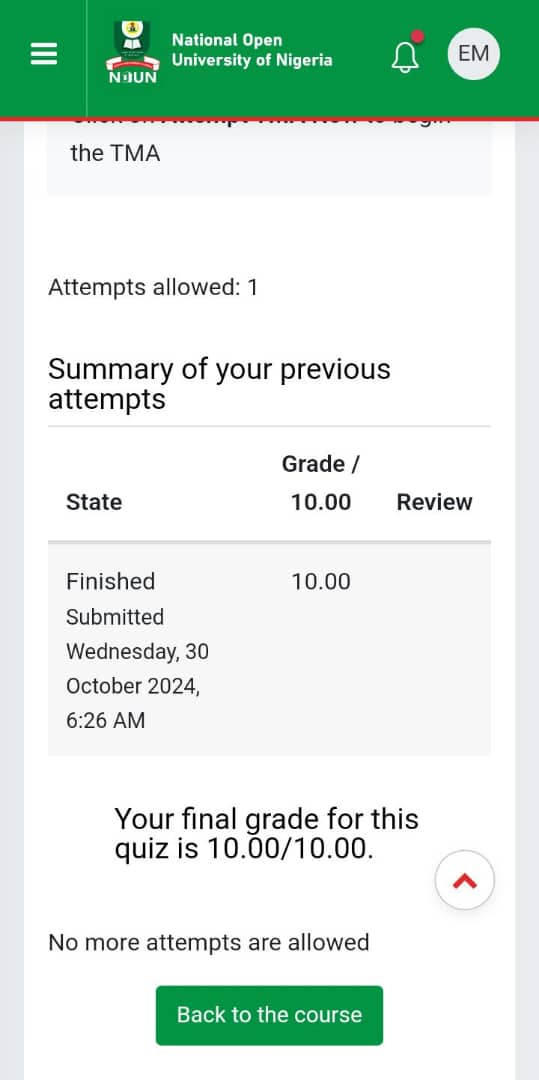 National Open
University of Nigeria
NOUN
EM
the TMA
Attempts allowed: 1
Summary of your previous
attempts
Grade /
State 10.00 Review
Finished 10.00
Submitted
Wednesday, 30
October 2024,
6:26 AM
Your final grade for this
quiz is 10.00/10.00.
No more attempts are allowed
Back to the course